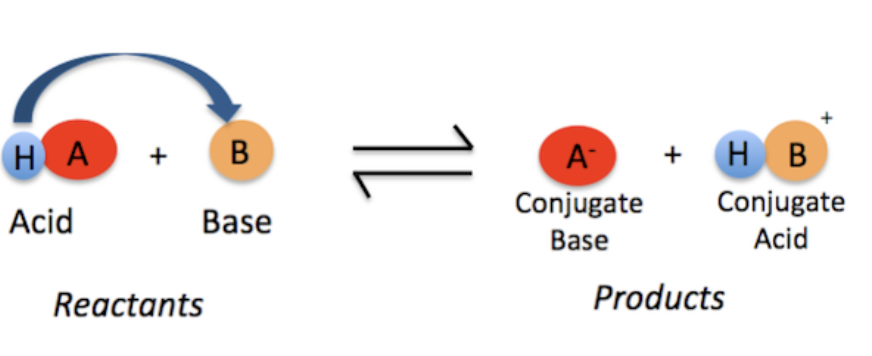 H A + B
A⁻ + H B +
Acid Base
Conjugate Base
Conjugate Acid
Reactants
Products